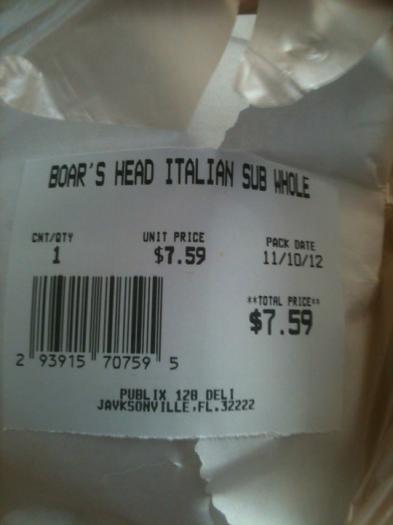 BOAR'S HEAD ITALIAN SUB WHOLE
CNT/QTY UNIT PRICE PACK DATE
1 $7.59 11/10/12
**TOTAL PRICE**
$7.59
2 93915 70759 5
PUBLIX 128 DELI
JAVKSONVILLE,FL.32222